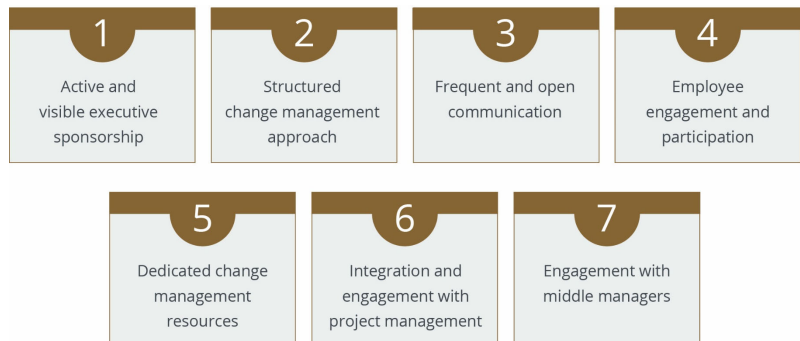 1
Active and
visible executive
sponsorship
2
Structured
change management
approach
3
Frequent and open
communication
4
Employee
engagement and
participation
5
Dedicated change
management
resources
6
Integration and
engagement with
project management
7
Engagement with
middle managers